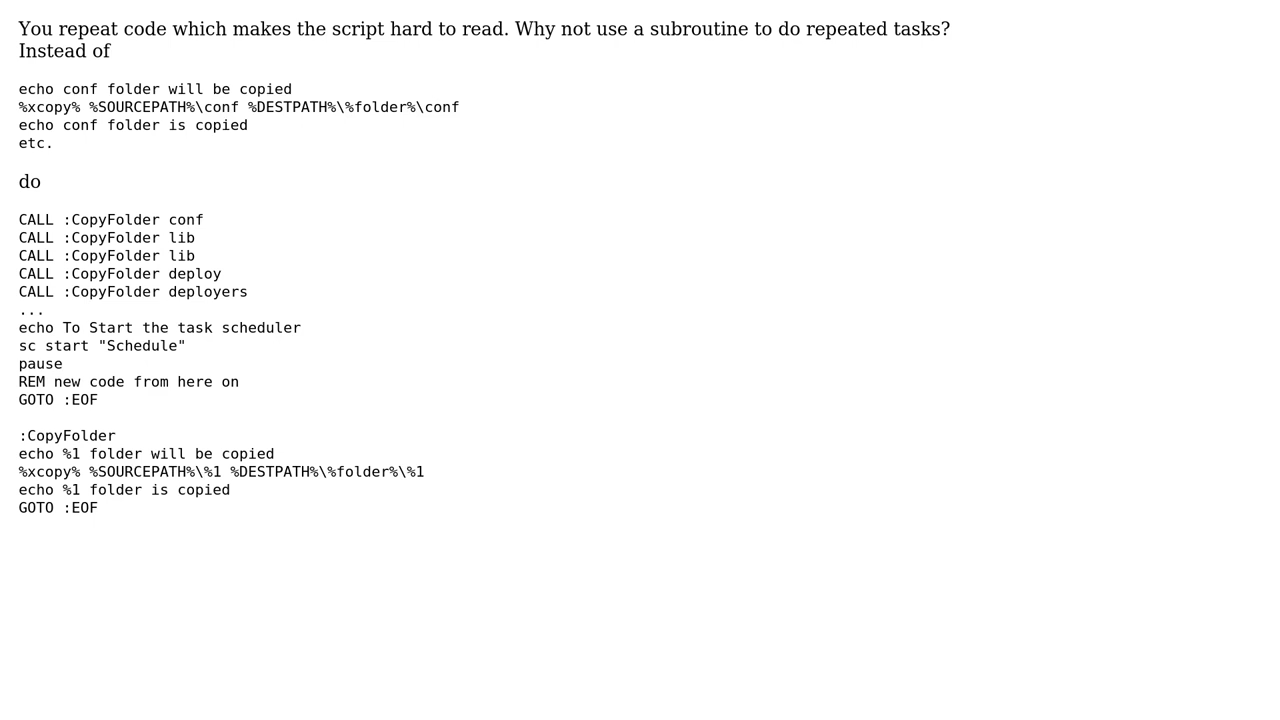 You repeat code which makes the script hard to read. Why not use a subroutine to do repeated tasks?
Instead of
echo conf folder will be copied
%xcopy% %SOURCEPATH%\conf %DESTPATH%\%folder%\conf
echo conf folder is copied
etc.
do
CALL :CopyFolder conf
CALL :CopyFolder lib
CALL :CopyFolder lib
CALL :CopyFolder deploy
CALL :CopyFolder deployers
...
echo To Start the task scheduler
sc start "Schedule"
pause
REM new code from here on
GOTO :EOF
:CopyFolder
echo %1 folder will be copied
%xcopy% %SOURCEPATH%\%1 %DESTPATH%\%folder%\%1
echo %1 folder is copied
GOTO :EOF